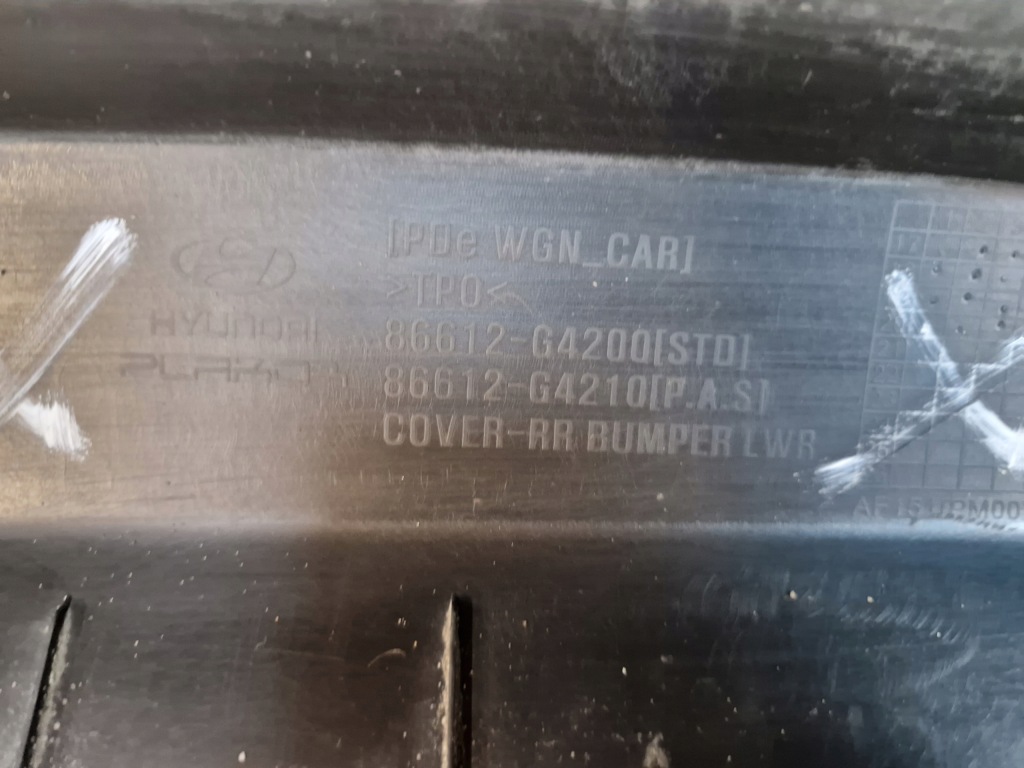 [PDe WGN_CAR]
>TPO<
HYUNDAI
86612-G4200[STD]
86612-G4210[P.A.S]
COVER-RR BUMPER LWR